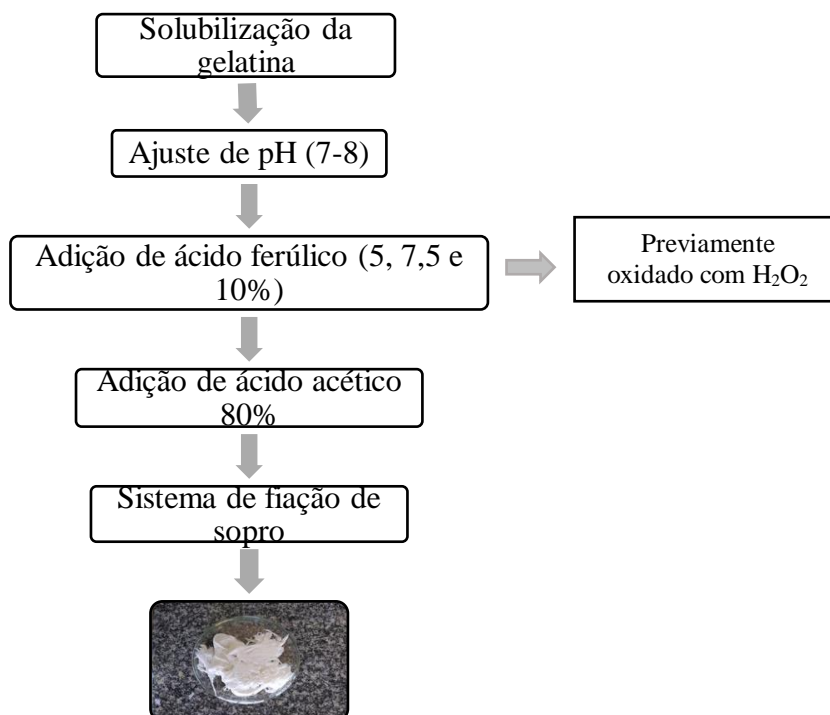 Solubilização da
gelatina
Ajuste de pH (7-8)
Adição de ácido ferúlico (5, 7,5 e
10%)
Previamente
oxidado com H₂O₂
Adição de ácido acético
80%
Sistema de fiação de
sopro